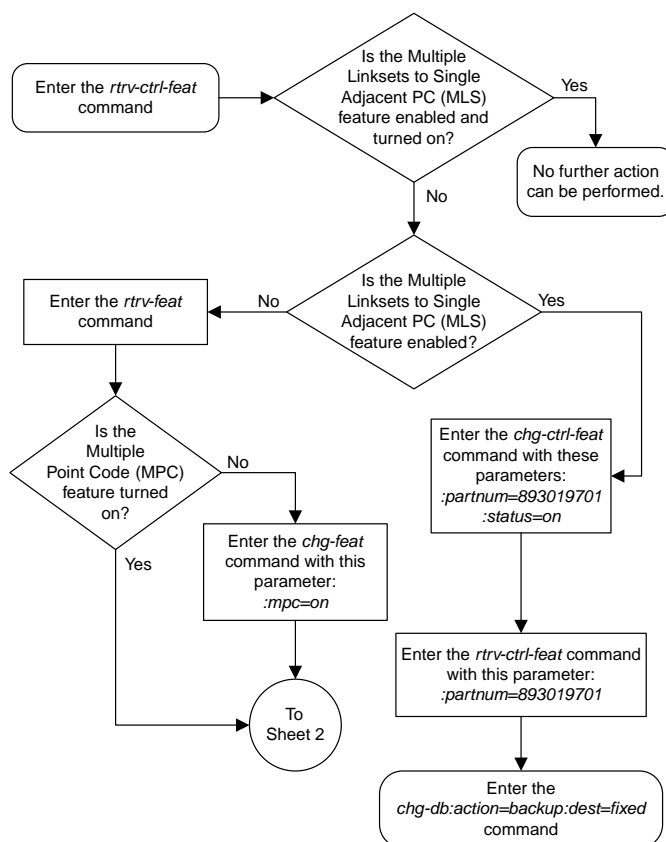 Enter the rtrv-ctrl-feat
command
Is the Multiple
Linksets to Single
Adjacent PC (MLS)
feature enabled and
turned on?
Yes
No further action
can be performed.
No
Is the Multiple
Linksets to Single
Adjacent PC (MLS)
feature enabled?
No
Yes
Enter the rtrv-feat
command
Is the
Multiple
Point Code (MPC)
feature turned
on?
No
Yes
Enter the chg-feat
command with this
parameter:
:mpc=on
To
Sheet 2
Enter the chg-ctrl-feat
command with these
parameters:
:partnum=893019701
:status=on
Enter the rtrv-ctrl-feat command
with this parameter:
:partnum=893019701
Enter the
chg-db:action=backup:dest=fixed
command